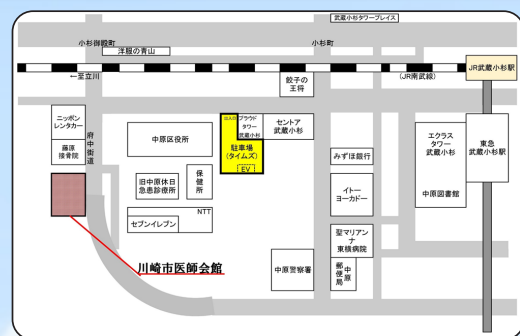 武蔵小杉タワープレイス
小杉御殿町
小杉町
洋服の青山
JR武蔵小杉駅
←至立川
(JR南武線)
餃子の
王将
ニッポン
レンタカー
藤原
接骨院
府中街道
中原区役所
出入口
プラウド
タワー
武蔵小杉
駐車場
(タイムズ)
EV
セントア
武蔵小杉
みずほ銀行
エクラス
タワー
武蔵小杉
中原図書館
東急
武蔵小杉駅
旧中原休日
急患診療所
保健所
イトー
ヨーカドー
NTT
セブンイレブン
聖マリアン
ナ
東横病院
川崎市医師会館
中原警察署
中原
郵便局